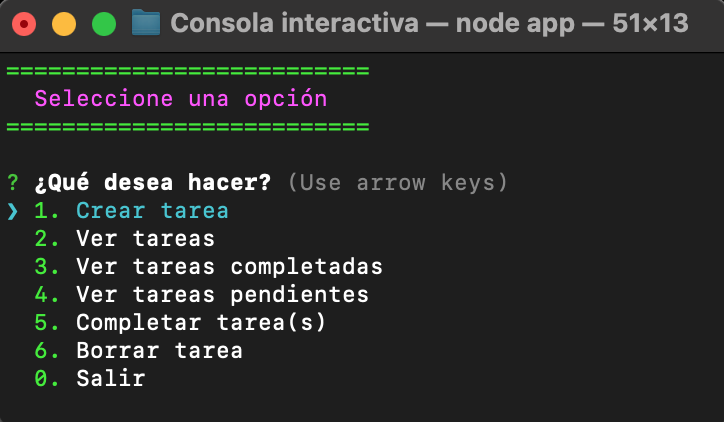 Consola interactiva — node app — 51×13
==========================
Seleccione una opción
==========================
? ¿Qué desea hacer? (Use arrow keys)
❯ 1. Crear tarea
2. Ver tareas
3. Ver tareas completadas
4. Ver tareas pendientes
5. Completar tarea(s)
6. Borrar tarea
0. Salir